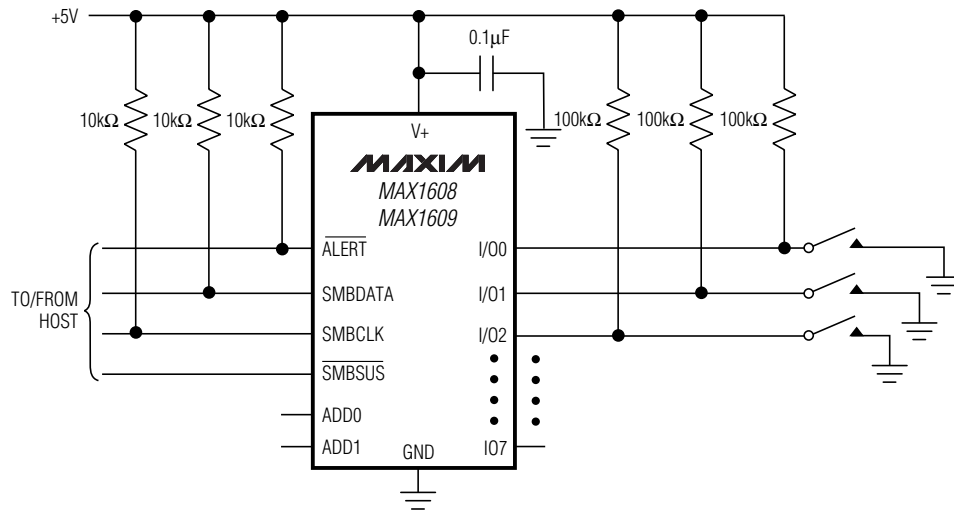 +5V
0.1µF
10kΩ 10kΩ 10kΩ 100kΩ 100kΩ 100kΩ
V+
MAXIM
MAX1608
MAX1609
ALERT I/O0
SMBDATA I/O1
TO/FROM
HOST
SMBCLK I/O2
SMBSUS
ADD0
ADD1 GND IO7